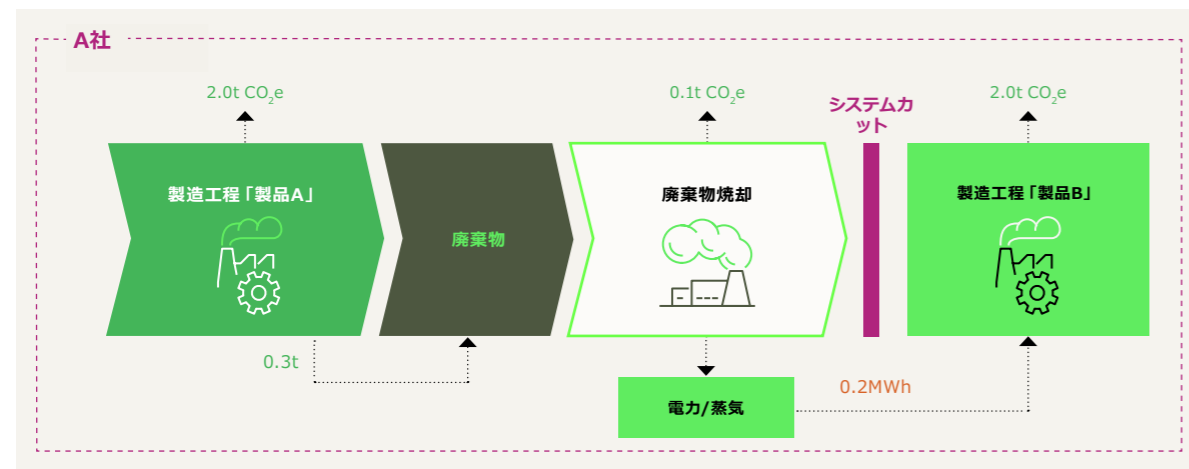 A社
2.0t CO₂e
0.1t CO₂e
システムカ
ット
2.0t CO₂e
製造工程「製品A」
廃棄物
廃棄物焼却
製造工程「製品B」
0.3t
電力/蒸気
0.2MWh